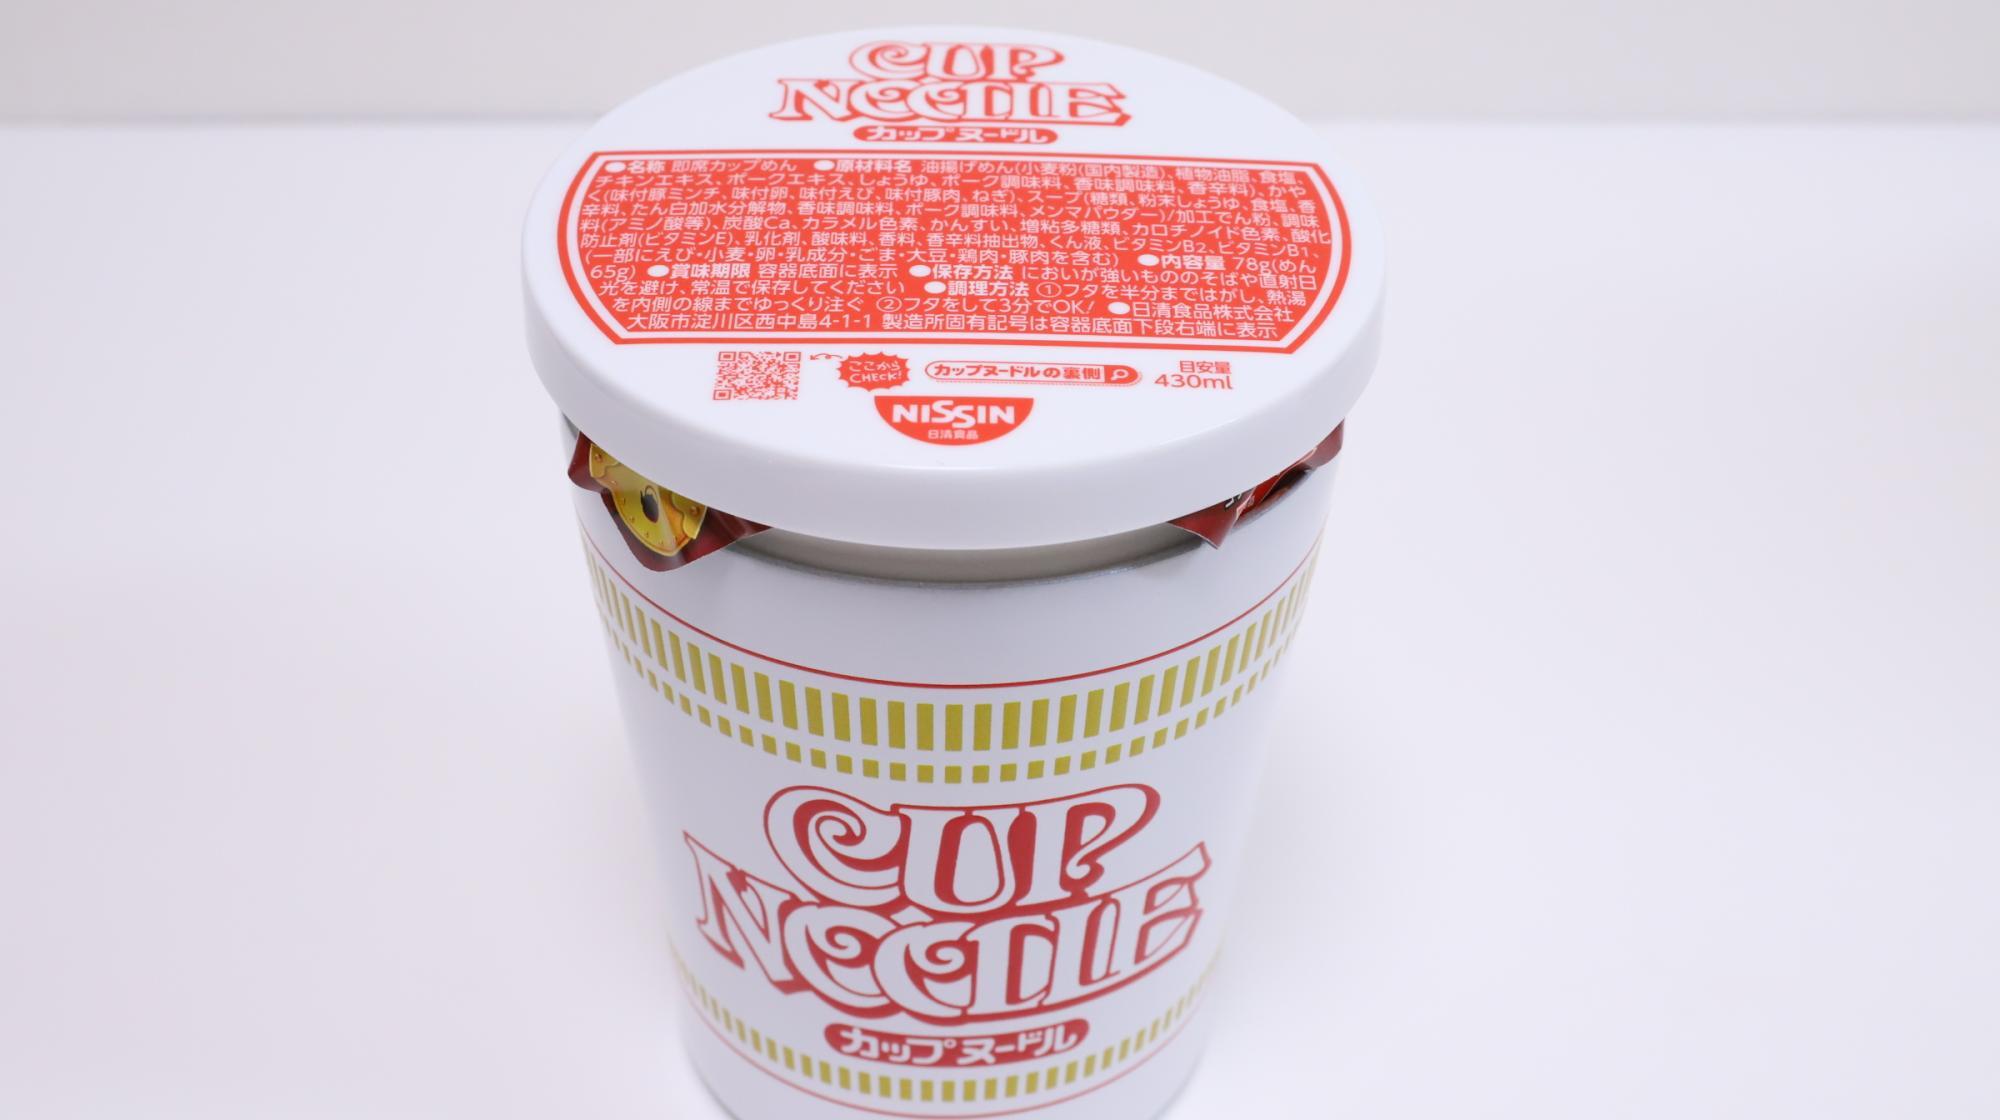 CUP
NOODLE
カップヌードル
●名称 即席カップめん ●原材料名 油揚げめん(小麦粉(国内製造)、植物油脂、食塩、
チキンエキス、ポークエキス、しょうゆ、ポーク調味料、香味調味料、香辛料)、かや
く(味付豚ミンチ、味付卵、味付えび、味付豚肉、ねぎ)、スープ(糖類、粉末しょうゆ、食塩、香
辛料、たん白加水分解物、香味調味料、ポーク調味料、メンマパウダー)/加工でん粉、調味
料(アミノ酸等)、炭酸Ca、カラメル色素、かんすい、増粘多糖類、カロチノイド色素、酸化
防止剤(ビタミンE)、乳化剤、酸味料、香料、香辛料抽出物、くん液、ビタミンB2、ビタミンB1、
(一部にえび・小麦・卵・乳成分・ごま・大豆・鶏肉・豚肉を含む) ●内容量 78g(めん
65g) ●賞味期限 容器底面に表示 ●保存方法 においが強いもののそばや直射日
光を避け、常温で保存してください ●調理方法 ①フタを半分まではがし、熱湯
を内側の線までゆっくり注ぐ ②フタをして3分でOK! ●日清食品株式会社
大阪市淀川区西中島4-1-1 製造所固有記号は容器底面下段右端に表示
ここから
CHECK!
カップヌードルの裏側
目安量
430ml
NISSIN
日清食品
CUP
NOODLE
カップヌードル